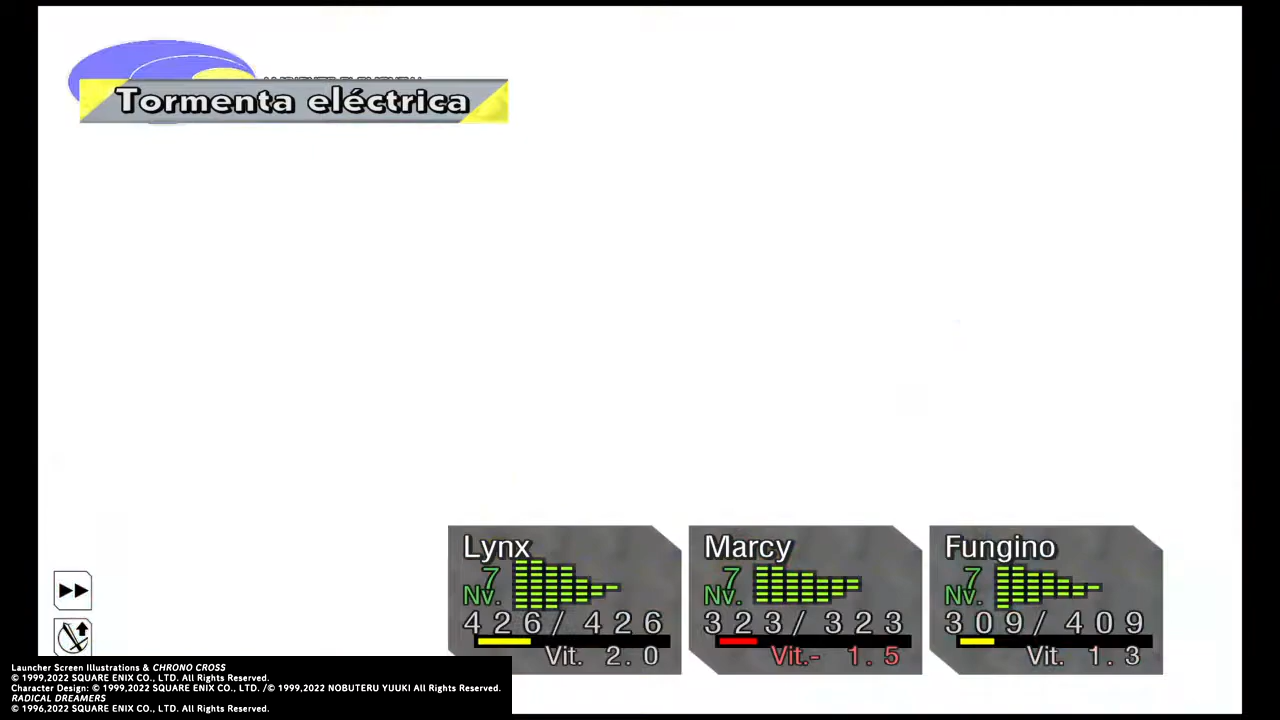 Tormenta eléctrica
Lynx
7
Nv.
426/426
Vit. 2.0
Marcy
7
Nv.
323/323
Vit.- 1.5
Fungino
7
Nv.
309/409
Vit. 1.3
Launcher Screen Illustrations & CHRONO CROSS
© 1999,2022 SQUARE ENIX CO., LTD. All Rights Reserved.
Character Design: © 1999,2022 SQUARE ENIX CO., LTD. /© 1999,2022 NOBUTERU YUUKI All Rights Reserved.
RADICAL DREAMERS
© 1996,2022 SQUARE ENIX CO., LTD. All Rights Reserved.